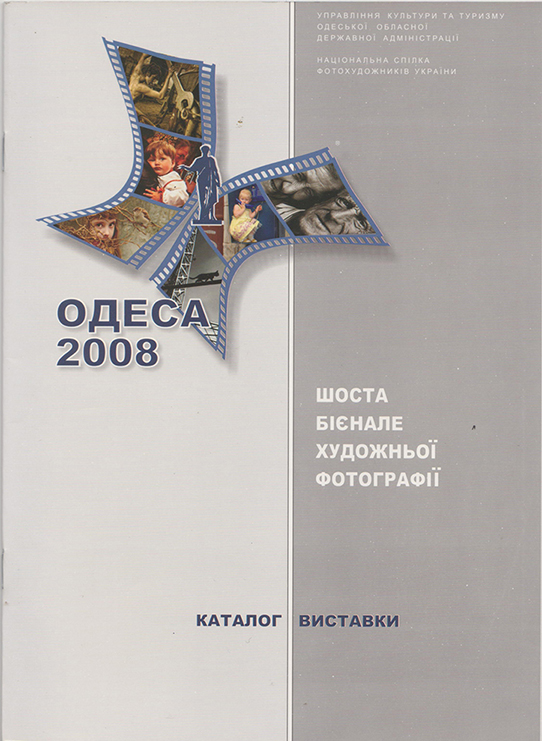 УПРАВЛІННЯ КУЛЬТУРИ ТА ТУРИЗМУ
ОДЕСЬКОЇ ОБЛАСНОЇ
ДЕРЖАВНОЇ АДМІНІСТРАЦІЇ
НАЦІОНАЛЬНА СПІЛКА
ФОТОХУДОЖНИКІВ УКРАЇНИ
ОДЕСА
2008
ШОСТА
БІЄНАЛЕ
ХУДОЖНЬОЇ
ФОТОГРАФІЇ
КАТАЛОГ ВИСТАВКИ